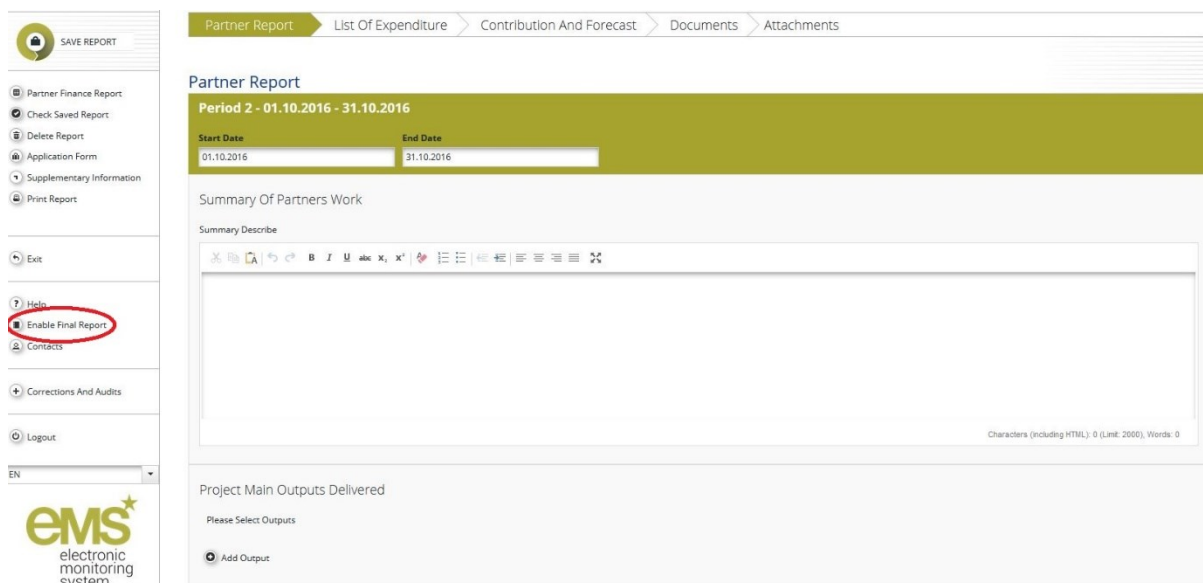 SAVE REPORT
Partner Finance Report
Check Saved Report
Delete Report
Application Form
Supplementary Information
Print Report
Exit
Help
Enable Final Report
Contacts
Corrections And Audits
Logout
EN
eMS
electronic
monitoring
system
Partner Report List Of Expenditure Contribution And Forecast Documents Attachments
Partner Report
Period 2 - 01.10.2016 - 31.10.2016
Start Date End Date
01.10.2016 31.10.2016
Summary Of Partners Work
Summary Describe
B I U abc x₁ x²
Characters (including HTML): 0 (Limit: 2000), Words: 0
Project Main Outputs Delivered
Please Select Outputs
Add Output